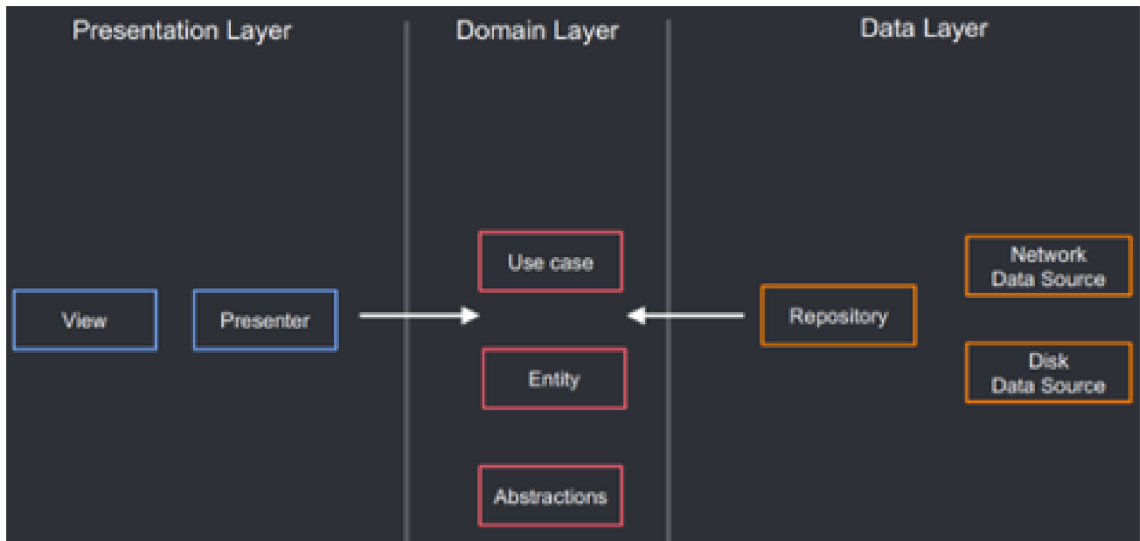 Presentation Layer
Domain Layer
Data Layer
View
Presenter
Use case
Entity
Abstractions
Repository
Network
Data Source
Disk
Data Source